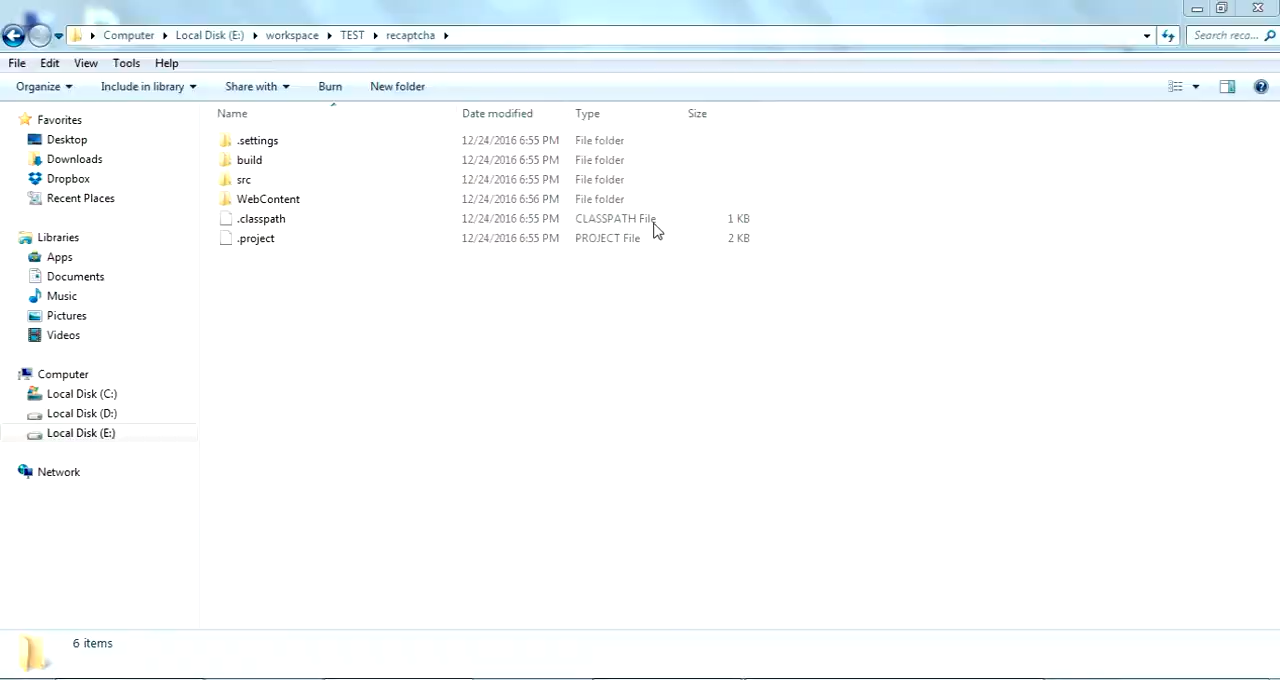 Computer Local Disk (E:) workspace TEST recaptcha Search reca...
File Edit View Tools Help
Organize Include in library Share with Burn New folder
Name Date modified Type Size
Favorites
Desktop
Downloads
Dropbox
Recent Places
Libraries
Apps
Documents
Music
Pictures
Videos
Computer
Local Disk (C:)
Local Disk (D:)
Local Disk (E:)
Network
.settings 12/24/2016 6:55 PM File folder
build 12/24/2016 6:55 PM File folder
src 12/24/2016 6:55 PM File folder
WebContent 12/24/2016 6:56 PM File folder
.classpath 12/24/2016 6:55 PM CLASSPATH File 1 KB
.project 12/24/2016 6:55 PM PROJECT File 2 KB
6 items